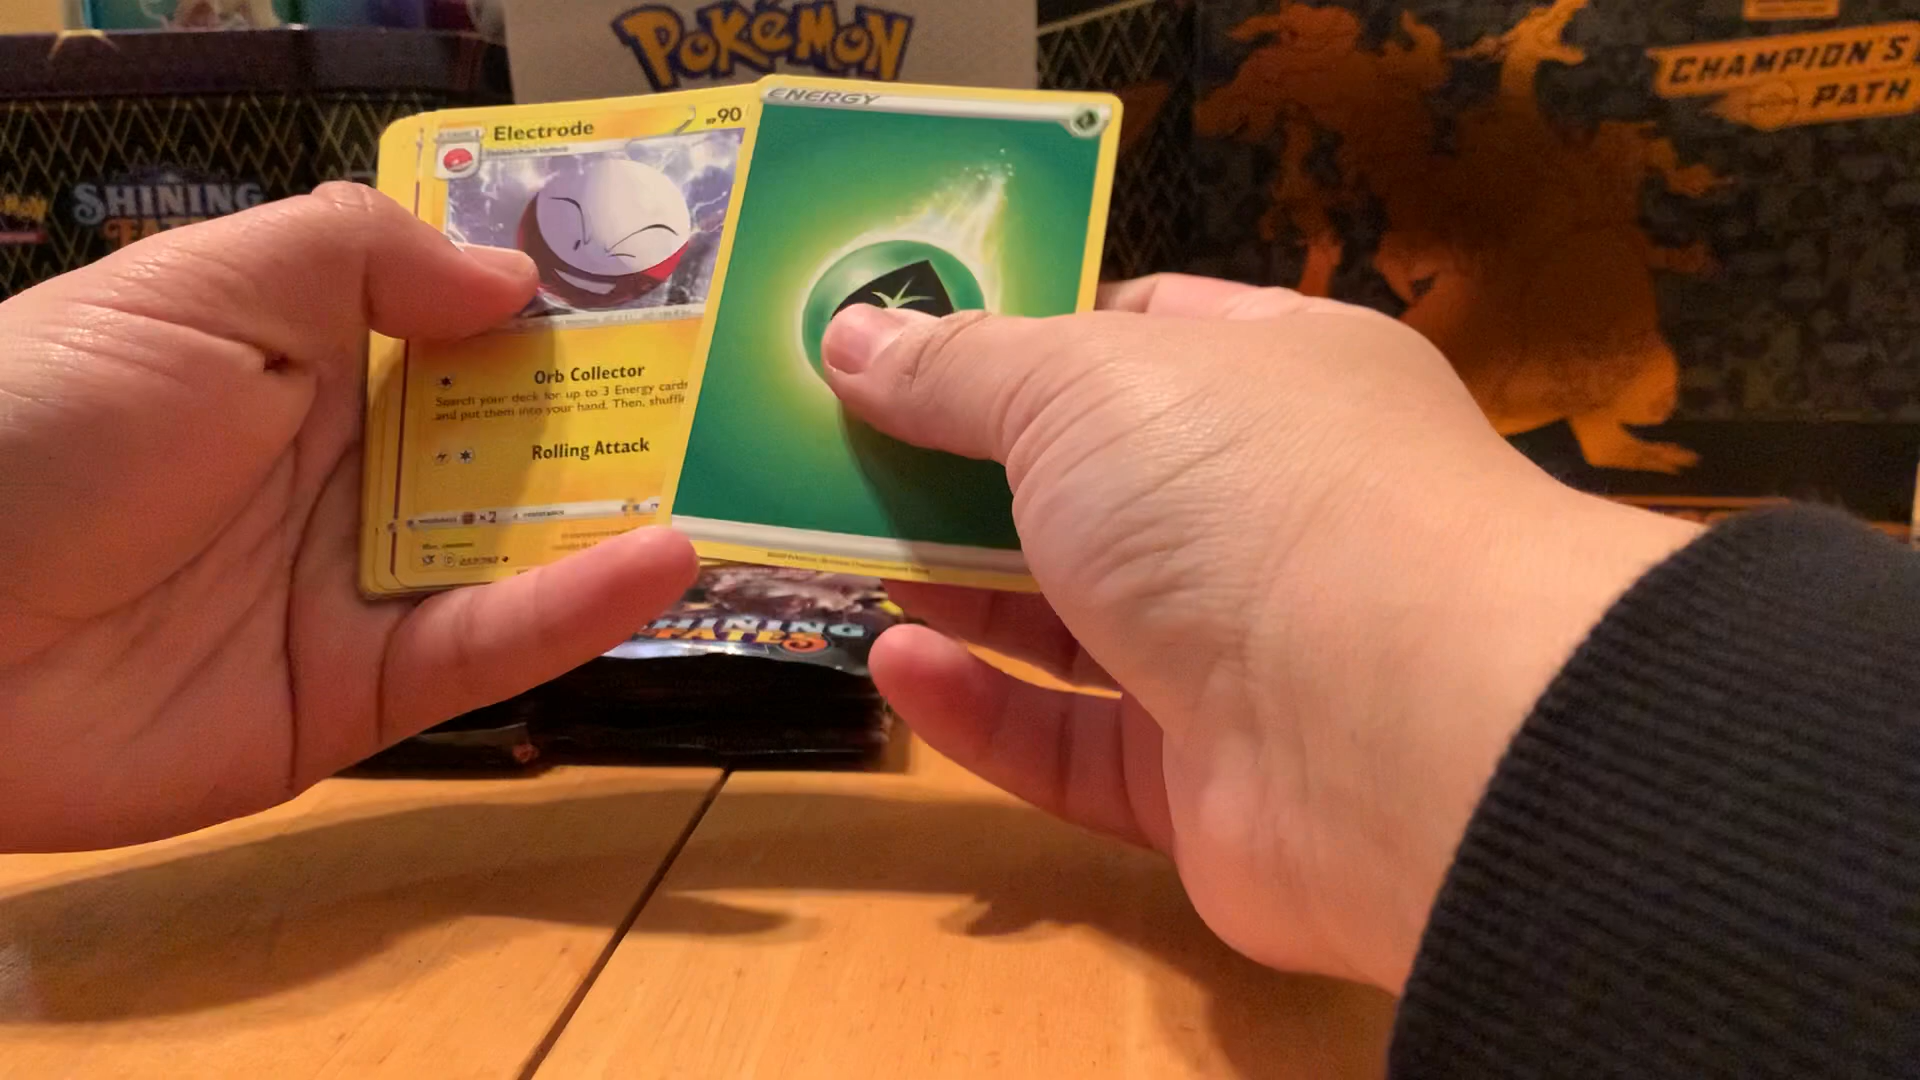 POKÉMON
CHAMPION'S
PATH
SHINING
ENERGY
Electrode
HP90
Orb Collector
Search your deck for up to 3 Energy cards
and put them into your hand. Then, shuffle
Rolling Attack
SHINING
FATES